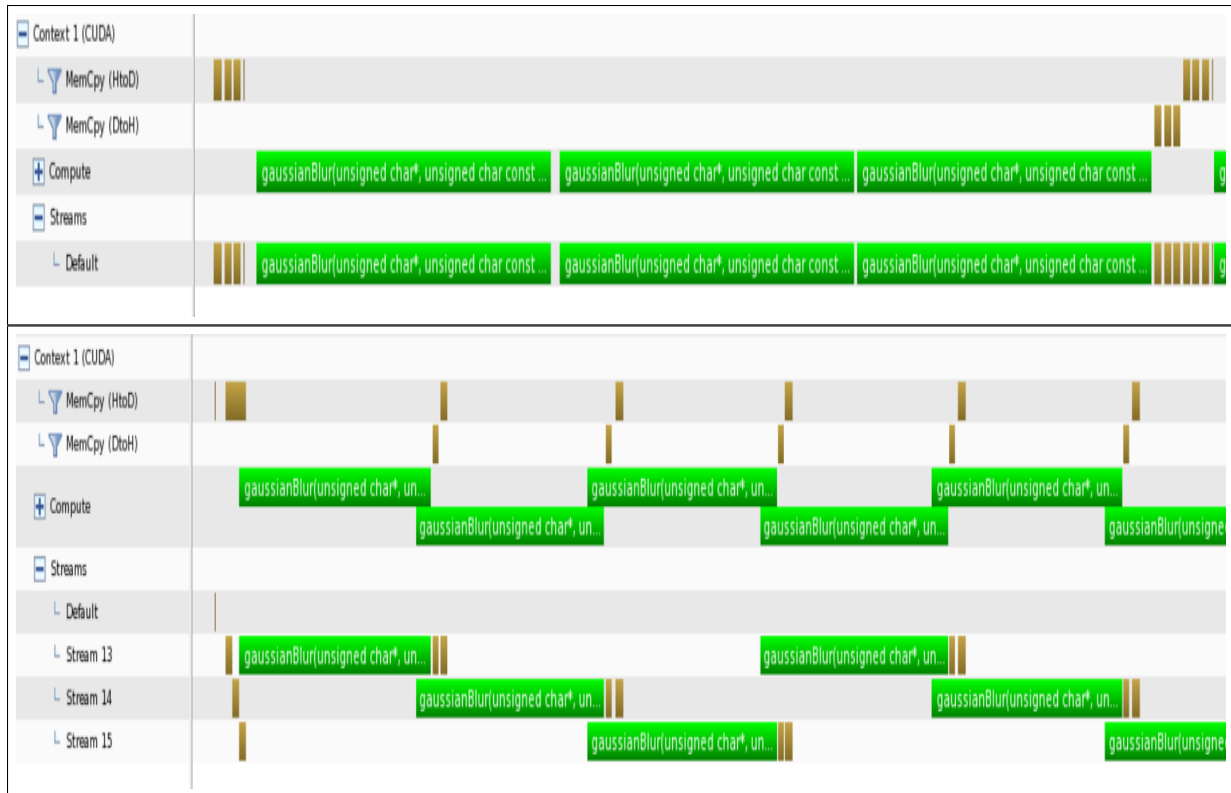 Context 1 (CUDA)
MemCpy (HtoD)
MemCpy (DtoH)
Compute
gaussianBlur(unsigned char*, unsigned char const ...
gaussianBlur(unsigned char*, unsigned char const ...
gaussianBlur(unsigned char*, unsigned char const ...
g
Streams
Default
gaussianBlur(unsigned char*, unsigned char const ...
gaussianBlur(unsigned char*, unsigned char const ...
gaussianBlur(unsigned char*, unsigned char const ...
g
Context 1 (CUDA)
MemCpy (HtoD)
MemCpy (DtoH)
Compute
gaussianBlur(unsigned char*, un...
gaussianBlur(unsigned char*, un...
gaussianBlur(unsigned char*, un...
gaussianBlur(unsigned char*, un...
gaussianBlur(unsigned char*, un...
gaussianBlur(unsigne
Streams
Default
Stream 13
gaussianBlur(unsigned char*, un...
gaussianBlur(unsigned char*, un...
Stream 14
gaussianBlur(unsigned char*, un...
gaussianBlur(unsigned char*, un...
Stream 15
gaussianBlur(unsigned char*, un...
gaussianBlur(unsigne